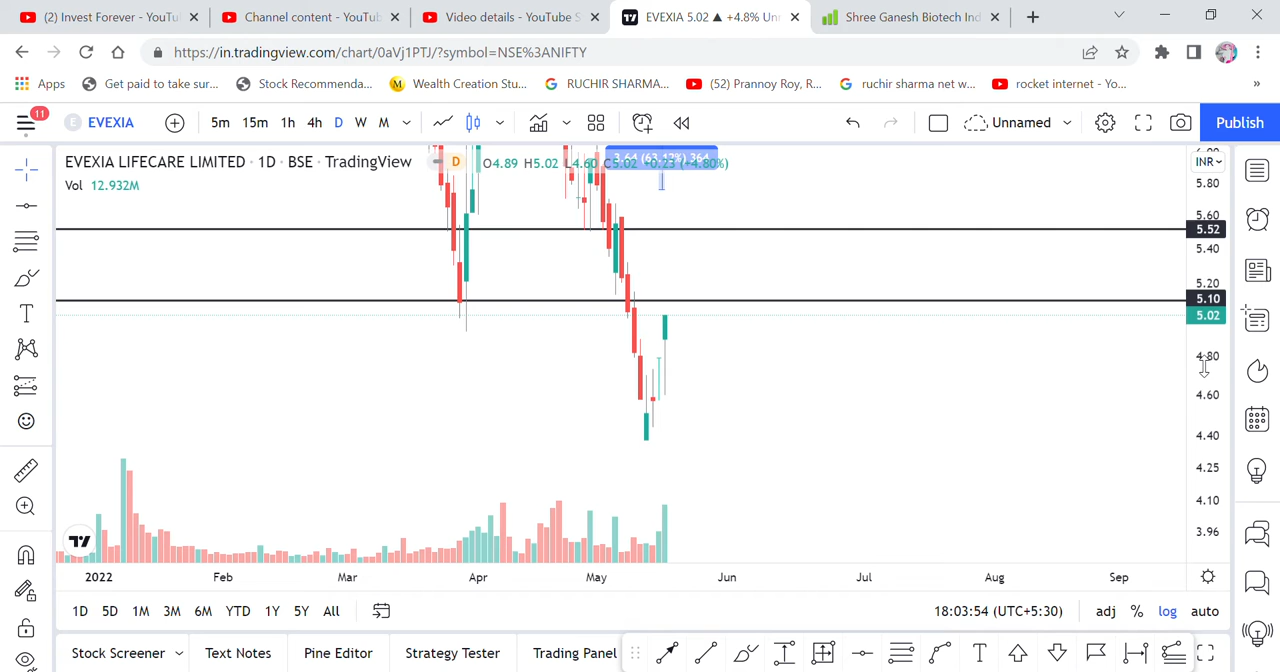 (2) Invest Forever - YouTu
Channel content - YouTub
Video details - YouTube S
EVEXIA 5.02 ▲ +4.8% Unn
Shree Ganesh Biotech Ind
https://in.tradingview.com/chart/0aVj1PTJ/?symbol=NSE%3ANIFTY
Apps
Get paid to take sur...
Stock Recommenda...
Wealth Creation Stu...
RUCHIR SHARMA...
(52) Prannoy Roy, R...
ruchir sharma net w...
rocket internet - Yo...
»
11
E EVEXIA
5m 15m 1h 4h D W M
Unnamed
Publish
EVEXIA LIFECARE LIMITED · 1D · BSE · TradingView
D
O4.89 H5.02 L4.60 C5.02 +0.23 (+4.80%)
3.64 (63.12%) 364
Vol 12.932M
INR
5.80
5.60
5.52
5.40
5.20
5.10
5.02
4.80
4.60
4.40
4.25
4.10
3.96
2022 Feb Mar Apr May Jun Jul Aug Sep
1D 5D 1M 3M 6M YTD 1Y 5Y All
18:03:54 (UTC+5:30)
adj % log auto
Stock Screener
Text Notes
Pine Editor
Strategy Tester
Trading Panel
T